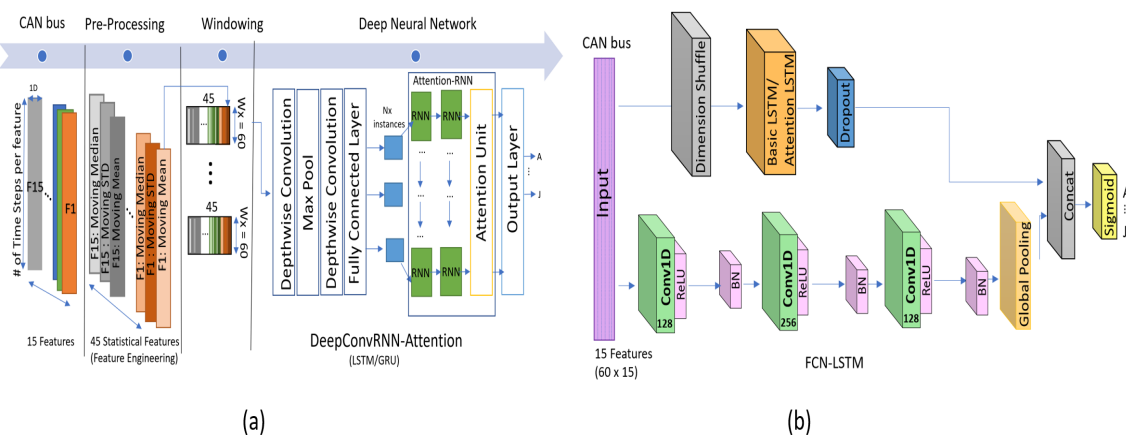 CAN bus
Pre-Processing
Windowing
Deep Neural Network
# of Time Steps per feature
1D
F15
...
F1
F15: Moving Median
F15 : Moving STD
F15: Moving Mean
F1: Moving Median
F1 : Moving STD
F1: Moving Mean
45
...
Wx = 60
45
...
Wx = 60
Depthwise Convolution
Max Pool
Depthwise Convolution
Fully Connected Layer
Nx
instances
Attention-RNN
RNN
RNN
...
...
...
...
RNN
RNN
Attention Unit
Output Layer
A
...
J
15 Features
45 Statistical Features
(Feature Engineering)
DeepConvRNN-Attention
(LSTM/GRU)
(a)
CAN bus
Input
15 Features
(60 x 15)
Dimension Shuffle
Basic LSTM/
Attention LSTM
Dropout
Conv1D
128
ReLU
BN
Conv1D
256
ReLU
BN
Conv1D
128
ReLU
BN
Global Pooling
Concat
Sigmoid
A
...
J
FCN-LSTM
(b)